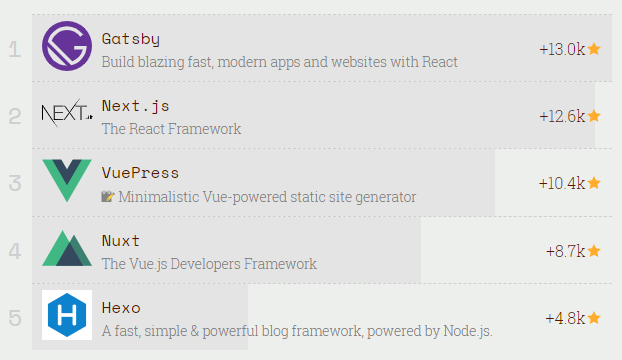 1
Gatsby
Build blazing fast, modern apps and websites with React
+13.0k
2
NEXT.js
Next.js
The React Framework
+12.6k
3
VuePress
📝 Minimalistic Vue-powered static site generator
+10.4k
4
Nuxt
The Vue.js Developers Framework
+8.7k
5
H
Hexo
A fast, simple & powerful blog framework, powered by Node.js.
+4.8k